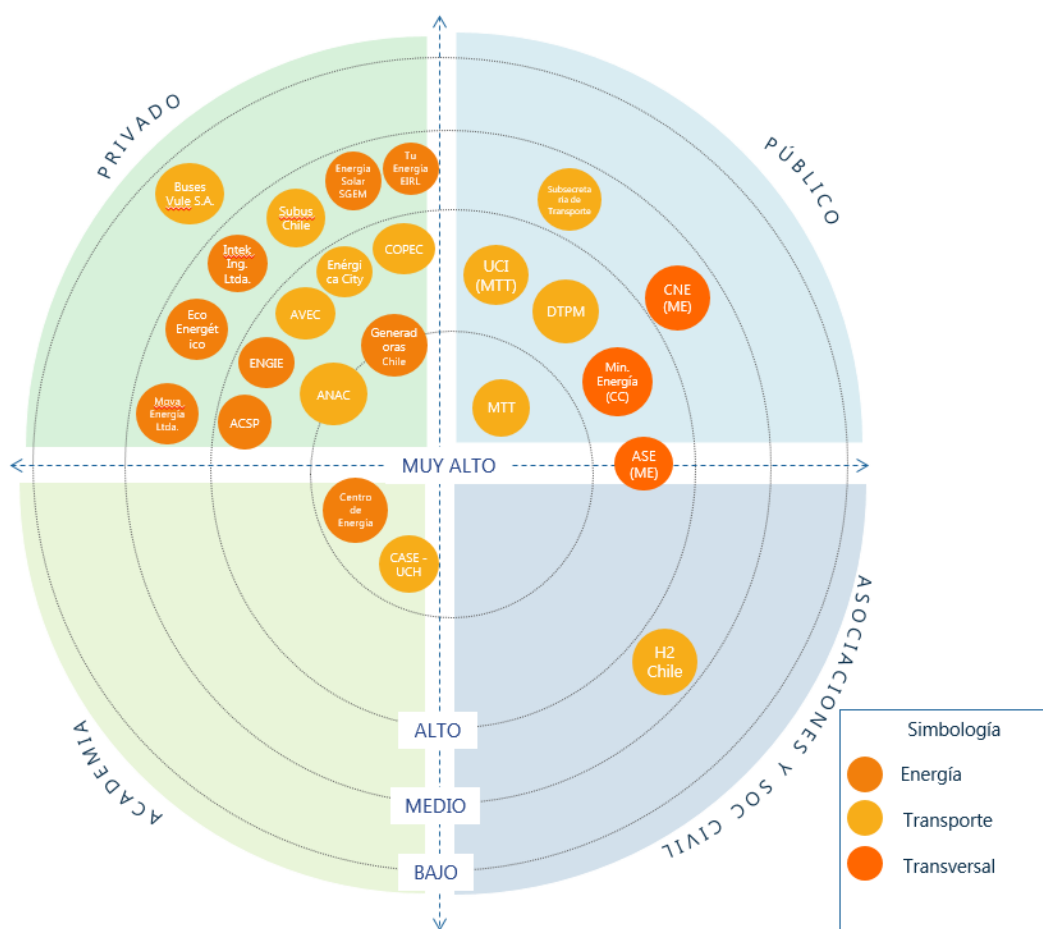 PRIVADO
PÚBLICO
Tu
Energía
EIRL
Energía
Solar
SGEM
Buses
Vule S.A.
Subus
Chile
Subsecreta
ría de
Transporte
COPEC
Intek
Ing.
Ltda.
Enérgi
ca City
UCI
(MTT)
CNE
(ME)
AVEC
DTPM
Eco
Energét
ico
Generad
oras
Chile
ENGIE
Min.
Energía
(CC)
ANAC
Mova
Energía
Ltda.
ACSP
MTT
MUY ALTO
ASE
(ME)
Centro
de
Energía
CASE -
UCH
H2
Chile
ACADEMIA
ASOCIACIONES Y SOC CIVIL
ALTO
MEDIO
BAJO
Simbología
Energía
Transporte
Transversal